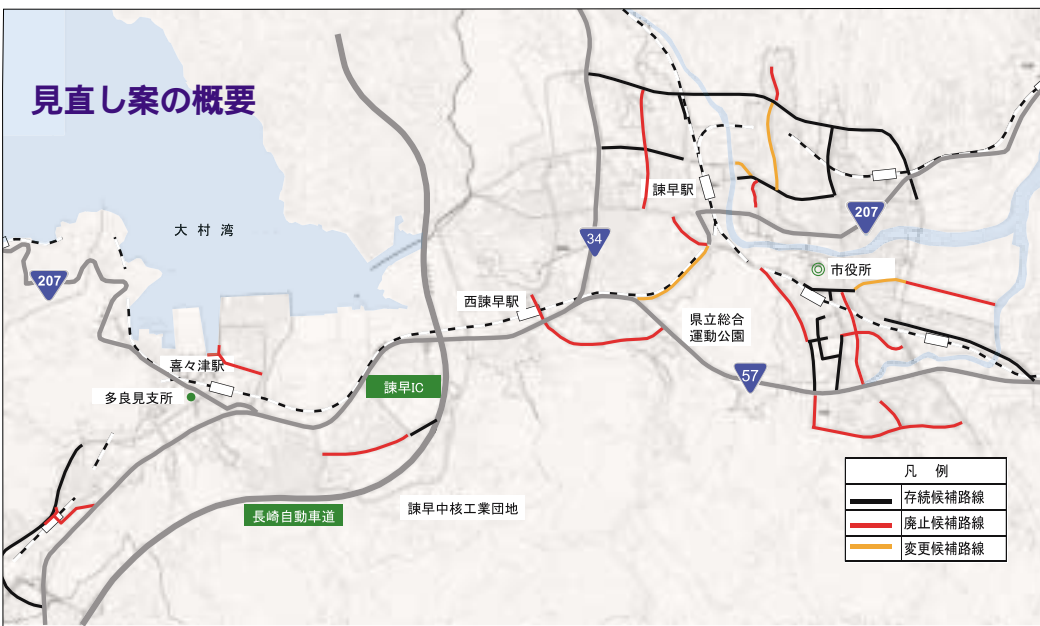 見直し案の概要
大村湾
諫早駅
207
34
207
市役所
西諫早駅
県立総合
運動公園
喜々津駅
57
諫早IC
多良見支所
諫早中核工業団地
長崎自動車道
凡例
存続候補路線
廃止候補路線
変更候補路線